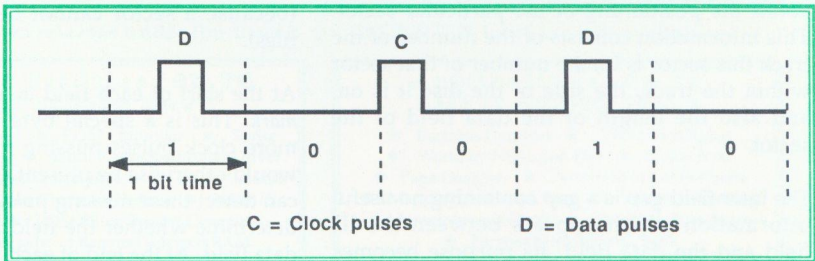 D C D
1 0 0 1 0
1 bit time
C = Clock pulses D = Data pulses